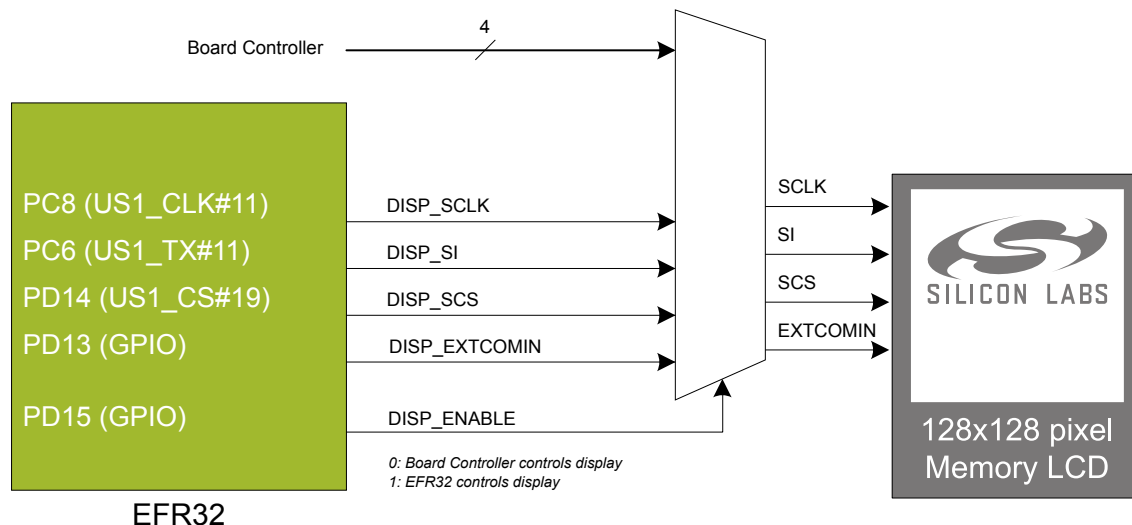 4
Board Controller
PC8 (US1_CLK#11)
PC6 (US1_TX#11)
PD14 (US1_CS#19)
PD13 (GPIO)
PD15 (GPIO)
EFR32
DISP_SCLK
DISP_SI
DISP_SCS
DISP_EXTCOMIN
DISP_ENABLE
0: Board Controller controls display
1: EFR32 controls display
SCLK
SI
SCS
EXTCOMIN
SILICON LABS
128x128 pixel
Memory LCD